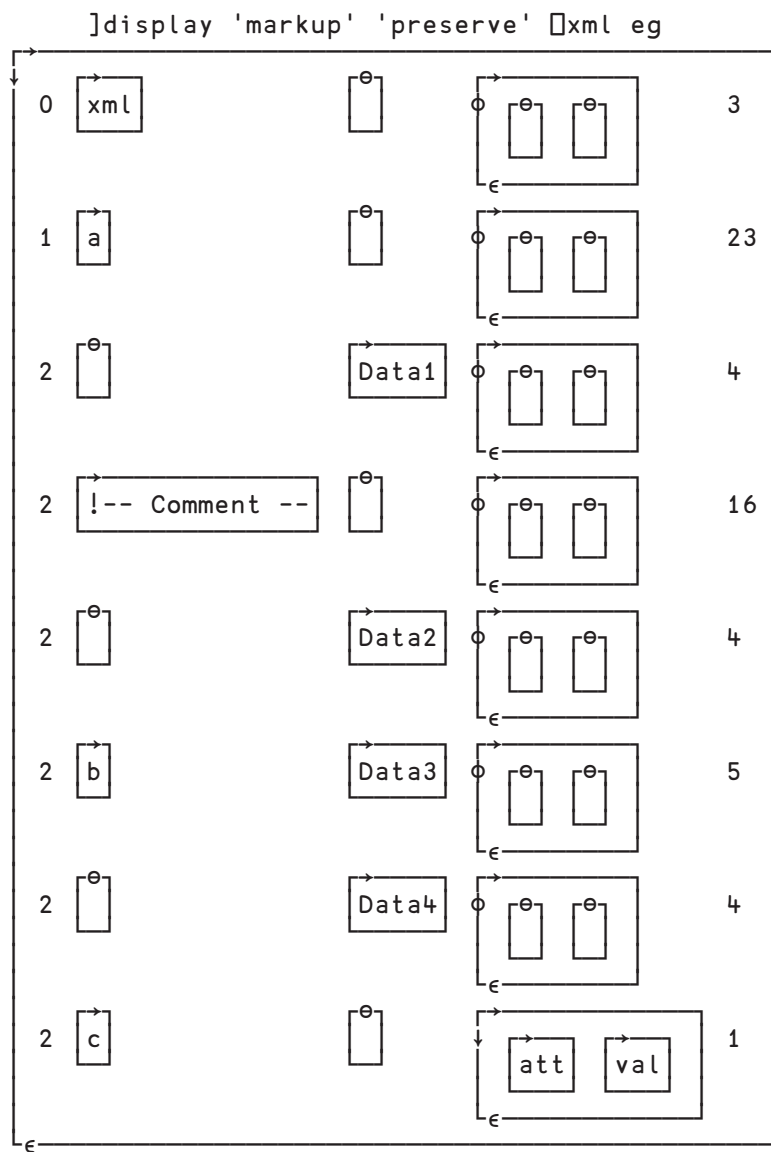 ]display 'markup' 'preserve' ⎕xml eg
0 xml 3
1 a 23
2 Data1 4
2 !-- Comment -- 16
2 Data2 4
2 b Data3 5
2 Data4 4
2 c att val 1